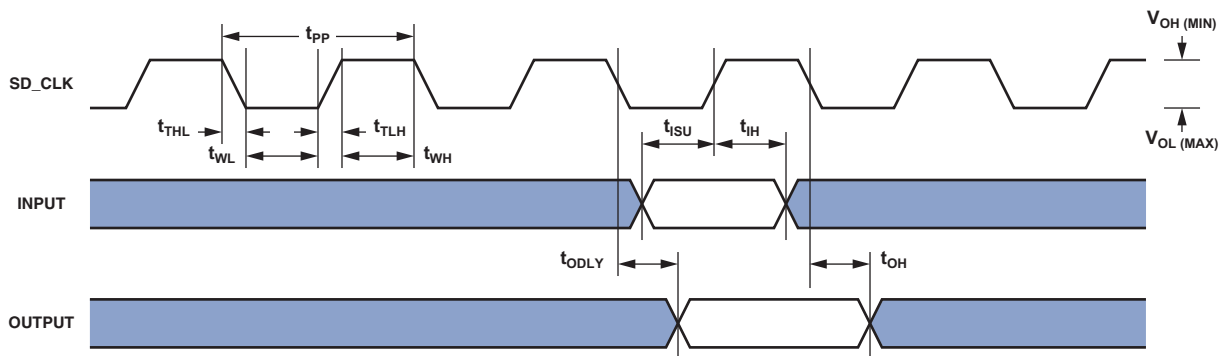 tPP
VOH (MIN)
SD_CLK
tTHL
tTLH
tISU
tIH
VOL (MAX)
tWL
tWH
INPUT
tODLY
tOH
OUTPUT